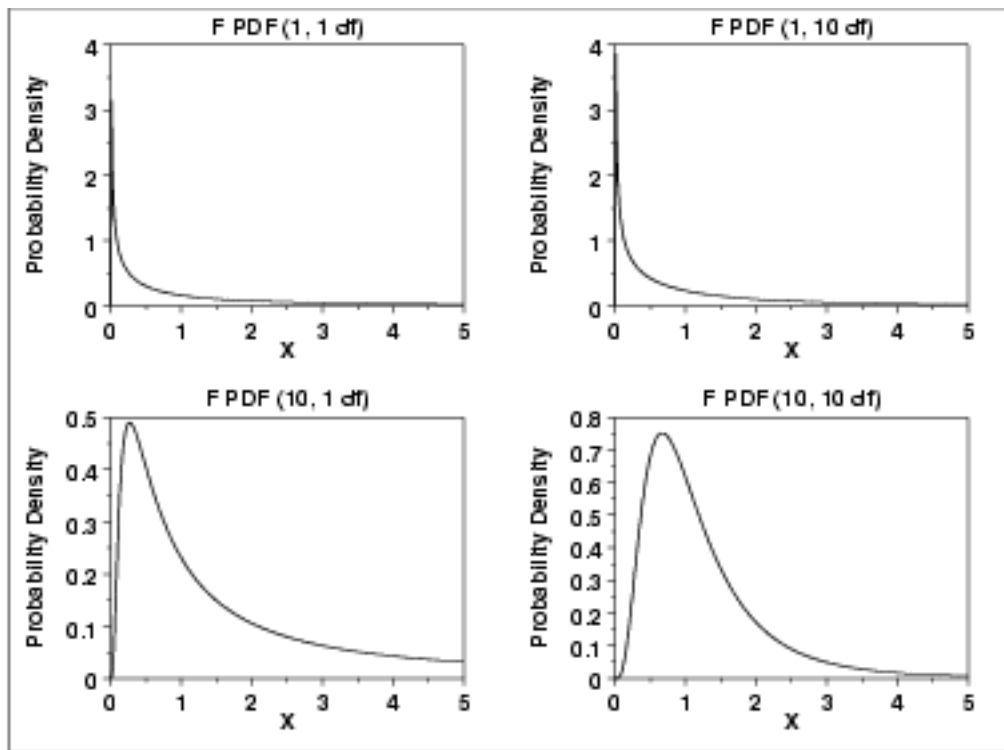 F PDF (1, 1 df)
4
3
2
1
0
Probability Density
0 1 2 3 4 5
X
F PDF (1, 10 df)
4
3
2
1
0
Probability Density
0 1 2 3 4 5
X
F PDF (10, 1 df)
0.5
0.4
0.3
0.2
0.1
0
Probability Density
0 1 2 3 4 5
X
F PDF (10, 10 df)
0.8
0.7
0.6
0.5
0.4
0.3
0.2
0.1
0
Probability Density
0 1 2 3 4 5
X